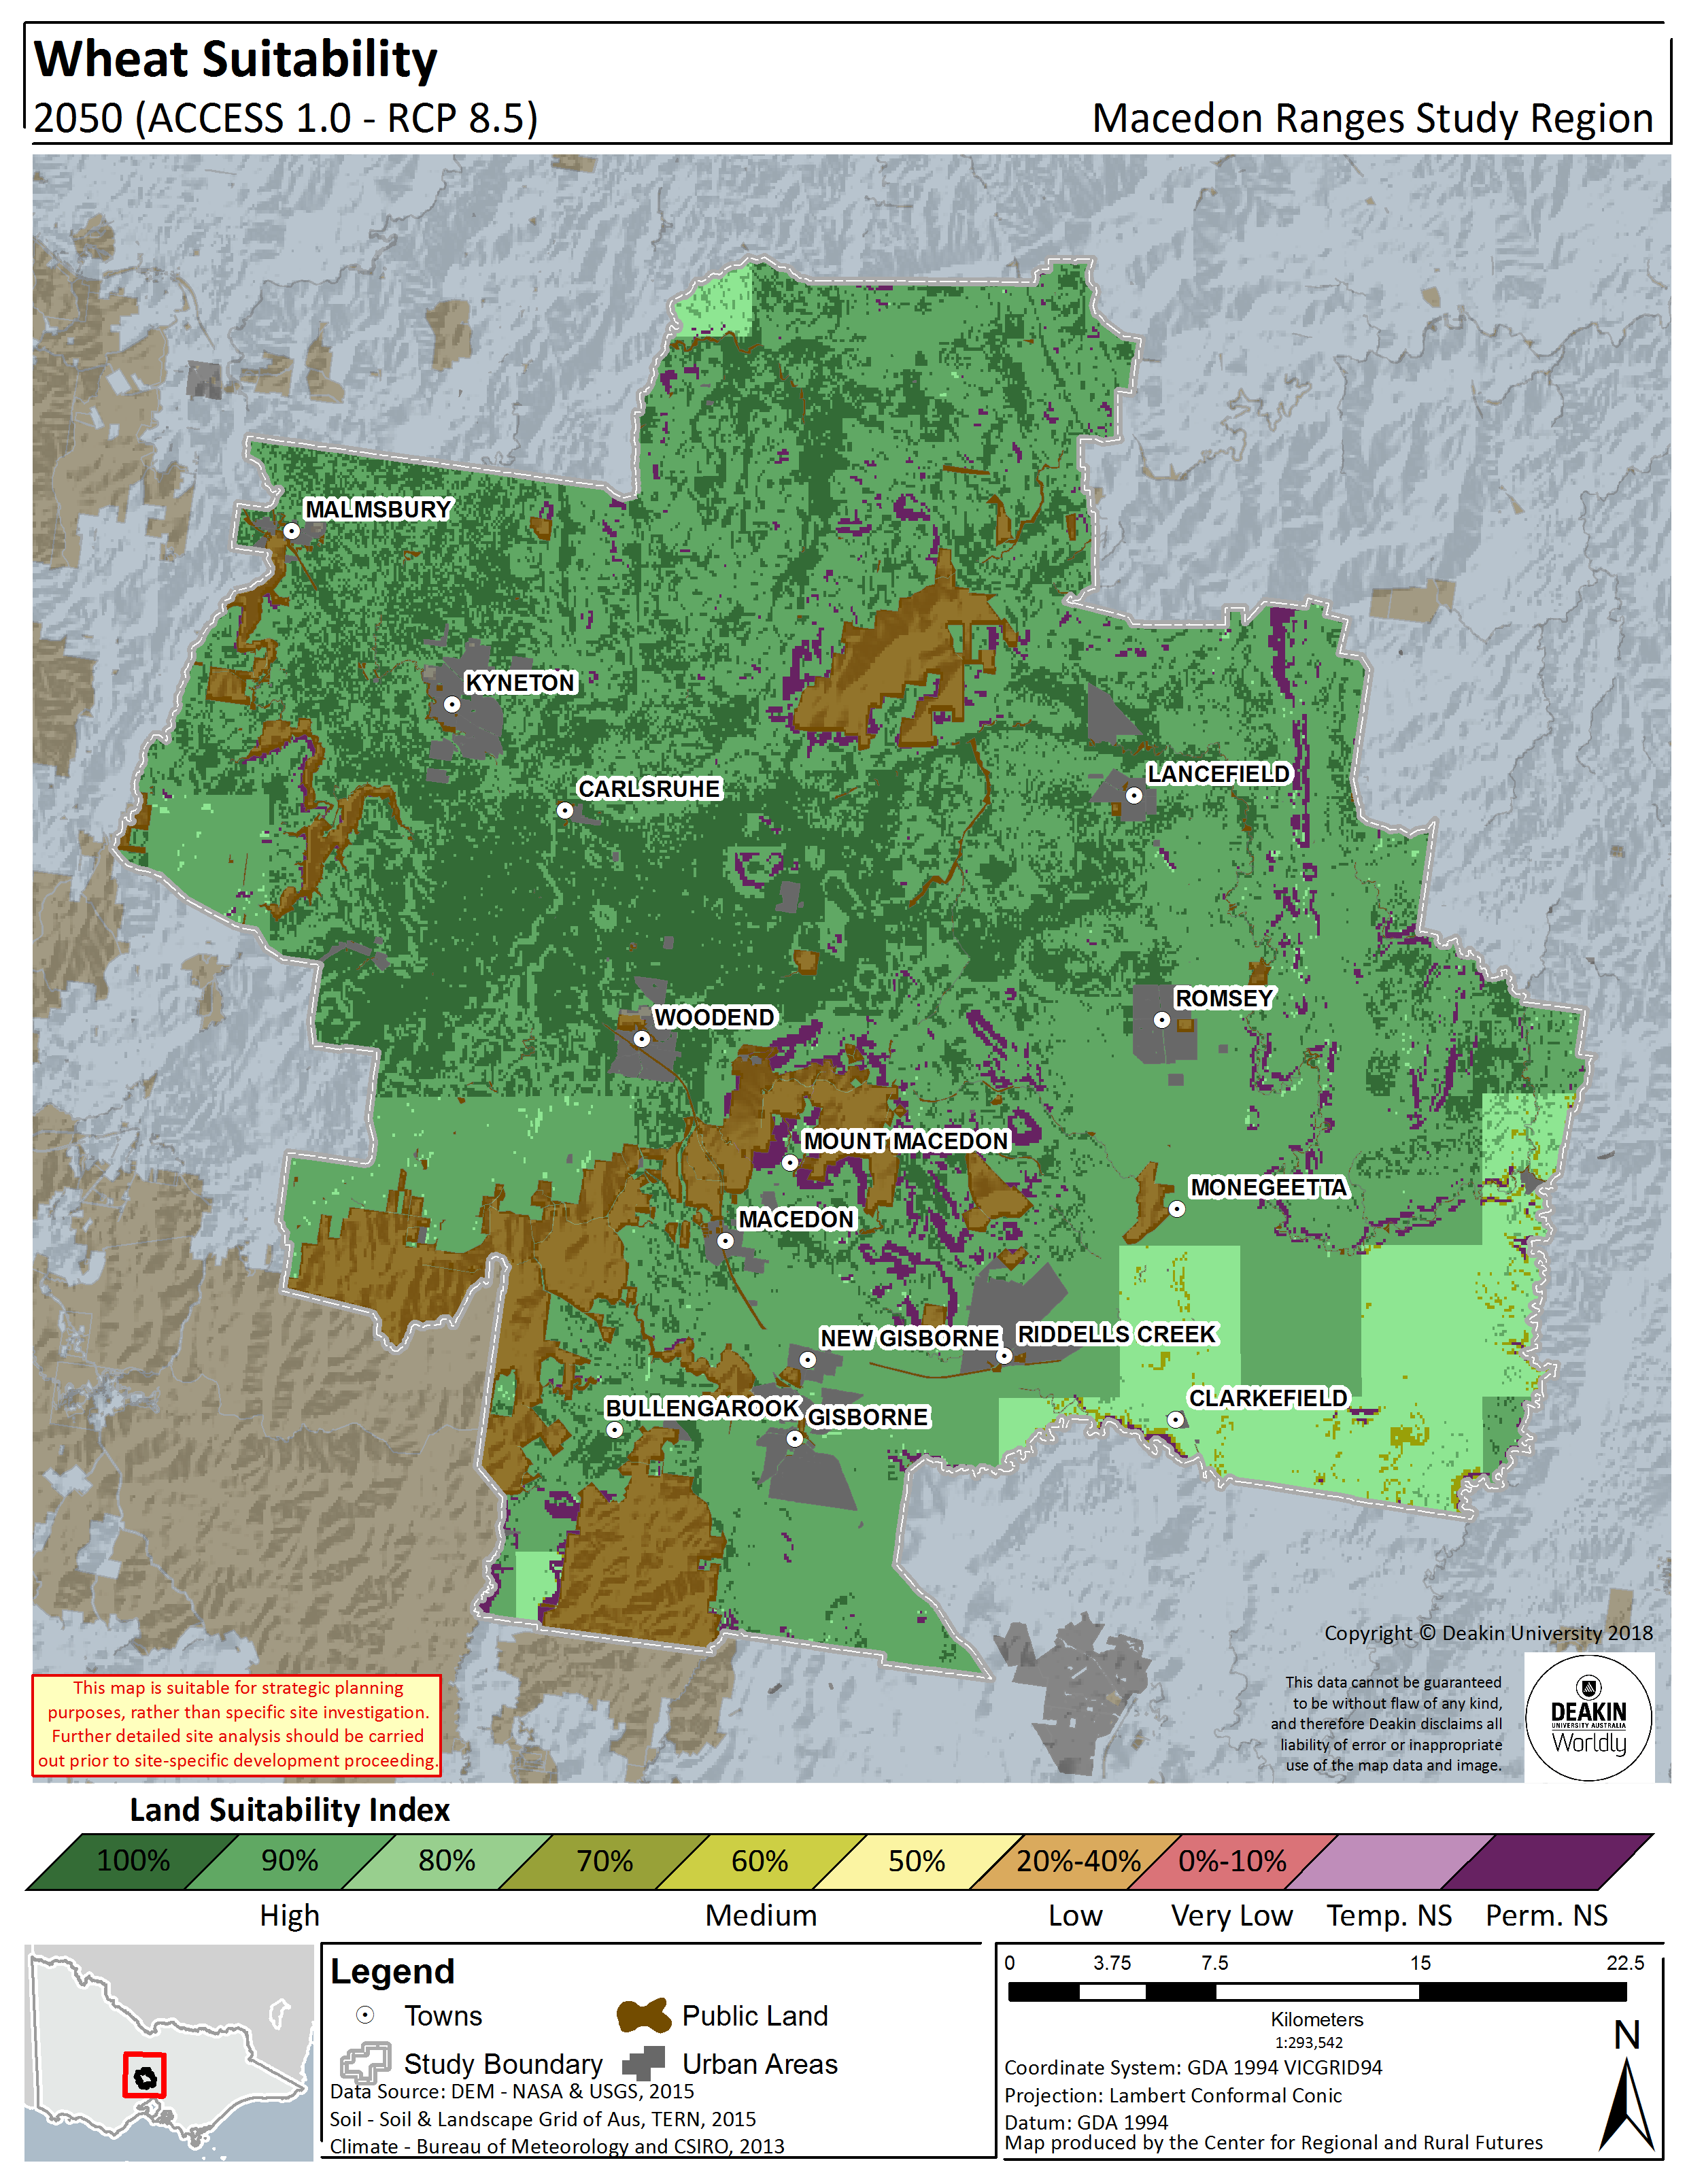 Wheat Suitability
2050 (ACCESS 1.0 - RCP 8.5)
Macedon Ranges Study Region
MALMSBURY
KYNETON
CARLSRUHE
LANCEFIELD
WOODEND
ROMSEY
MOUNT MACEDON
MONEGEETTA
MACEDON
NEW GISBORNE
RIDDELLS CREEK
CLARKEFIELD
BULLENGAROOK
GISBORNE
Copyright © Deakin University 2018
This data cannot be guaranteed
to be without flaw of any kind,
and therefore Deakin disclaims all
liability of error or inappropriate
use of the map data and image.
DEAKIN
UNIVERSITY AUSTRALIA
Worldly
This map is suitable for strategic planning
purposes, rather than specific site investigation.
Further detailed site analysis should be carried
out prior to site-specific development proceeding.
Land Suitability Index
100% 90% 80% 70% 60% 50% 20%-40% 0%-10%
High Medium Low Very Low Temp. NS Perm. NS
Legend
Towns
Public Land
Study Boundary
Urban Areas
Data Source: DEM - NASA & USGS, 2015
Soil - Soil & Landscape Grid of Aus, TERN, 2015
Climate - Bureau of Meteorology and CSIRO, 2013
0 3.75 7.5 15 22.5
Kilometers
1:293,542
N
Coordinate System: GDA 1994 VICGRID94
Projection: Lambert Conformal Conic
Datum: GDA 1994
Map produced by the Center for Regional and Rural Futures